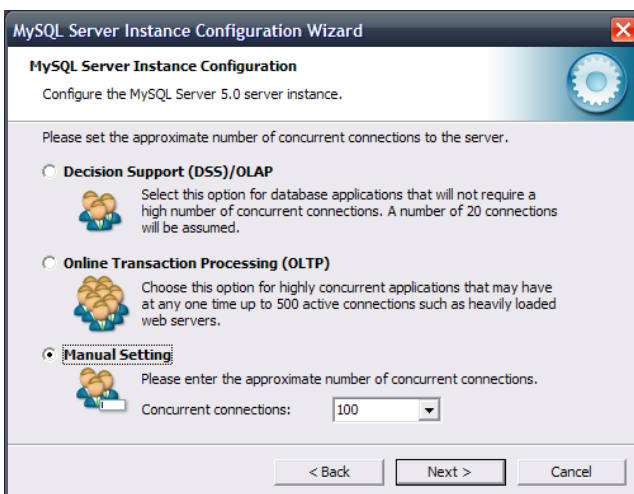 MySQL Server Instance Configuration Wizard
MySQL Server Instance Configuration
Configure the MySQL Server 5.0 server instance.
Please set the approximate number of concurrent connections to the server.
Decision Support (DSS)/OLAP
Select this option for database applications that will not require a
high number of concurrent connections. A number of 20 connections
will be assumed.
Online Transaction Processing (OLTP)
Choose this option for highly concurrent applications that may have
at any one time up to 500 active connections such as heavily loaded
web servers.
Manual Setting
Please enter the approximate number of concurrent connections.
Concurrent connections: 100
< Back Next > Cancel